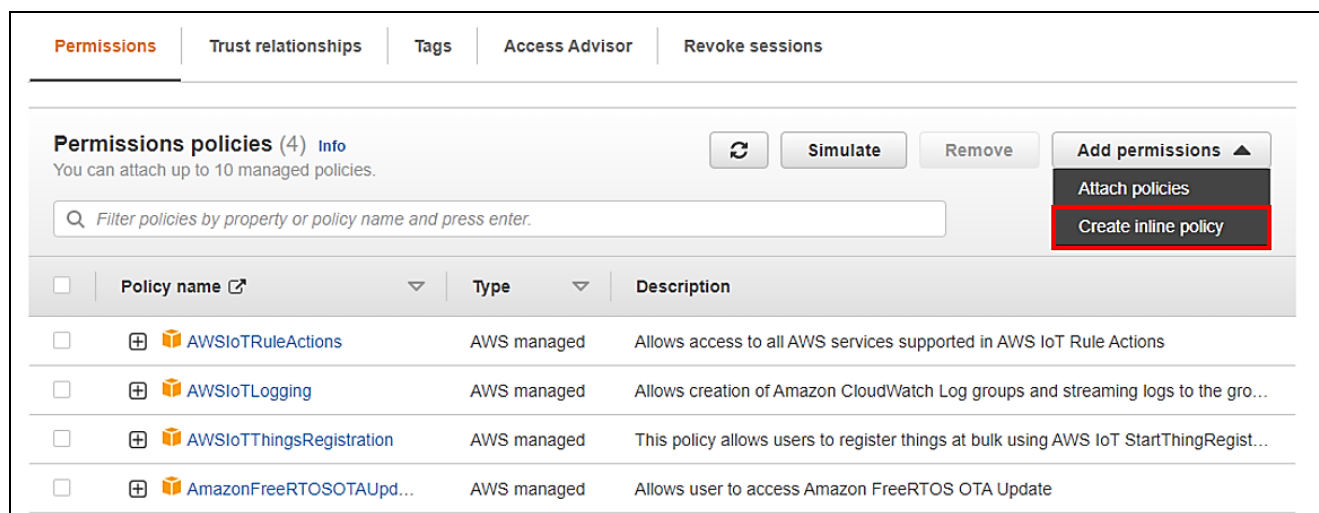 Permissions Trust relationships Tags Access Advisor Revoke sessions
Permissions policies (4) Info
You can attach up to 10 managed policies.
Simulate Remove Add permissions
Attach policies
Create inline policy
Filter policies by property or policy name and press enter.
Policy name Type Description
AWSIoTRuleActions AWS managed Allows access to all AWS services supported in AWS IoT Rule Actions
AWSIoTLogging AWS managed Allows creation of Amazon CloudWatch Log groups and streaming logs to the gro...
AWSIoTThingsRegistration AWS managed This policy allows users to register things at bulk using AWS IoT StartThingRegist...
AmazonFreeRTOSOTAUpd... AWS managed Allows user to access Amazon FreeRTOS OTA Update